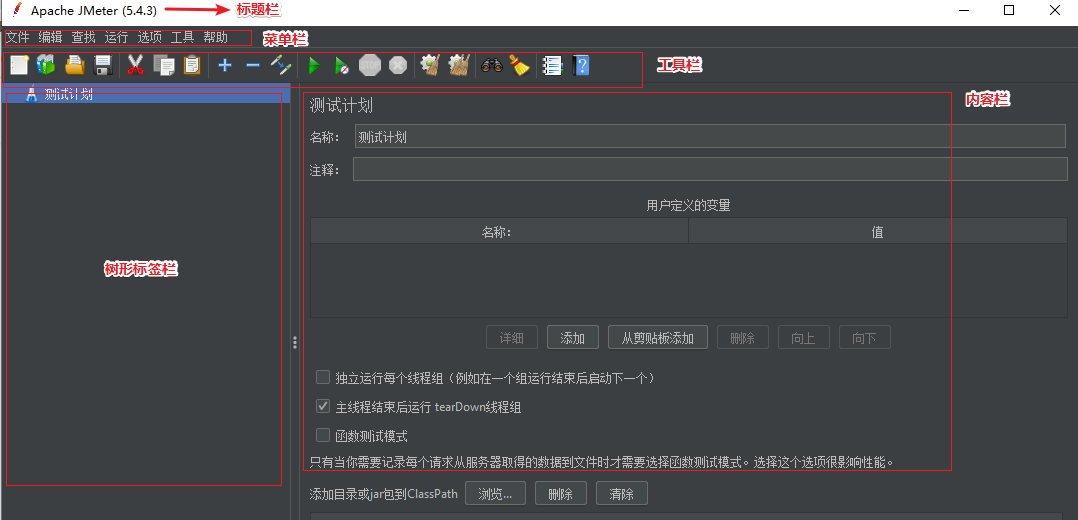 Apache JMeter (5.4.3) 标题栏
文件 编辑 查找 运行 选项 工具 帮助 菜单栏
STOP
工具栏
测试计划
内容栏
测试计划
名称: 测试计划
注释:
用户定义的变量
名称: 值
树形标签栏
详细 添加 从剪贴板添加 删除 向上 向下
独立运行每个线程组（例如在一个组运行结束后启动下一个）
主线程结束后运行 tearDown线程组
函数测试模式
只有当你需要记录每个请求从服务器取得的数据到文件时才需要选择函数测试模式。选择这个选项很影响性能。
添加目录或jar包到ClassPath 浏览... 删除 清除